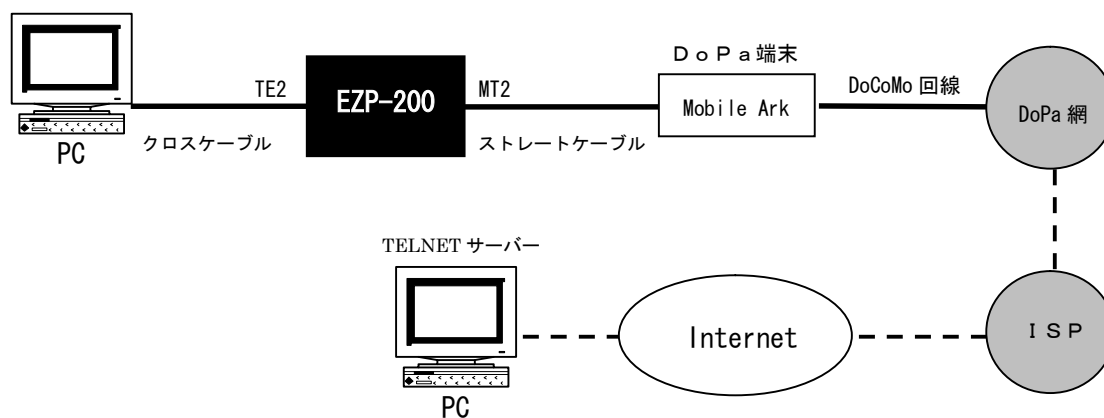 DoPa端末
TE2
EZP-200
MT2
DoCoMo 回線
Mobile Ark
DoPa 網
クロスケーブル
ストレートケーブル
PC
TELNET サーバー
Internet
ISP
PC